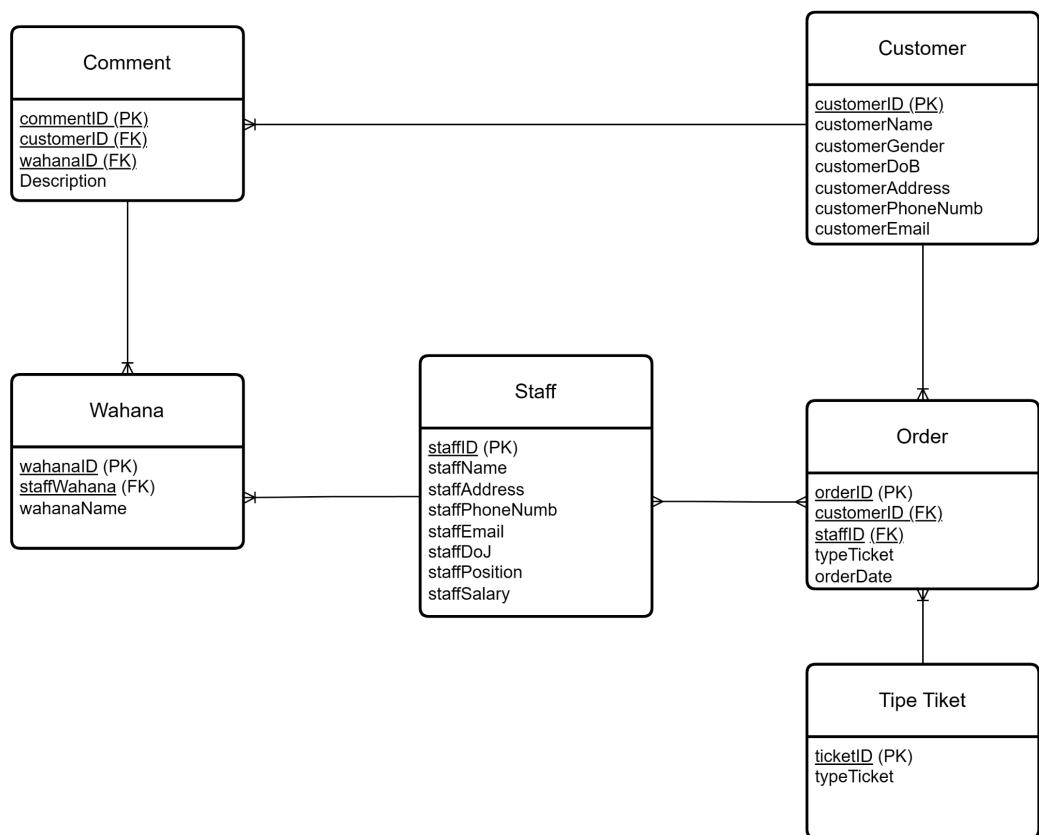 Comment
commentID (PK)
customerID (FK)
wahanaID (FK)
Description
Customer
customerID (PK)
customerName
customerGender
customerDoB
customerAddress
customerPhoneNumb
customerEmail
Wahana
wahanaID (PK)
staffWahana (FK)
wahanaName
Staff
staffID (PK)
staffName
staffAddress
staffPhoneNumb
staffEmail
staffDoJ
staffPosition
staffSalary
Order
orderID (PK)
customerID (FK)
staffID (FK)
typeTicket
orderDate
Tipe Tiket
ticketID (PK)
typeTicket